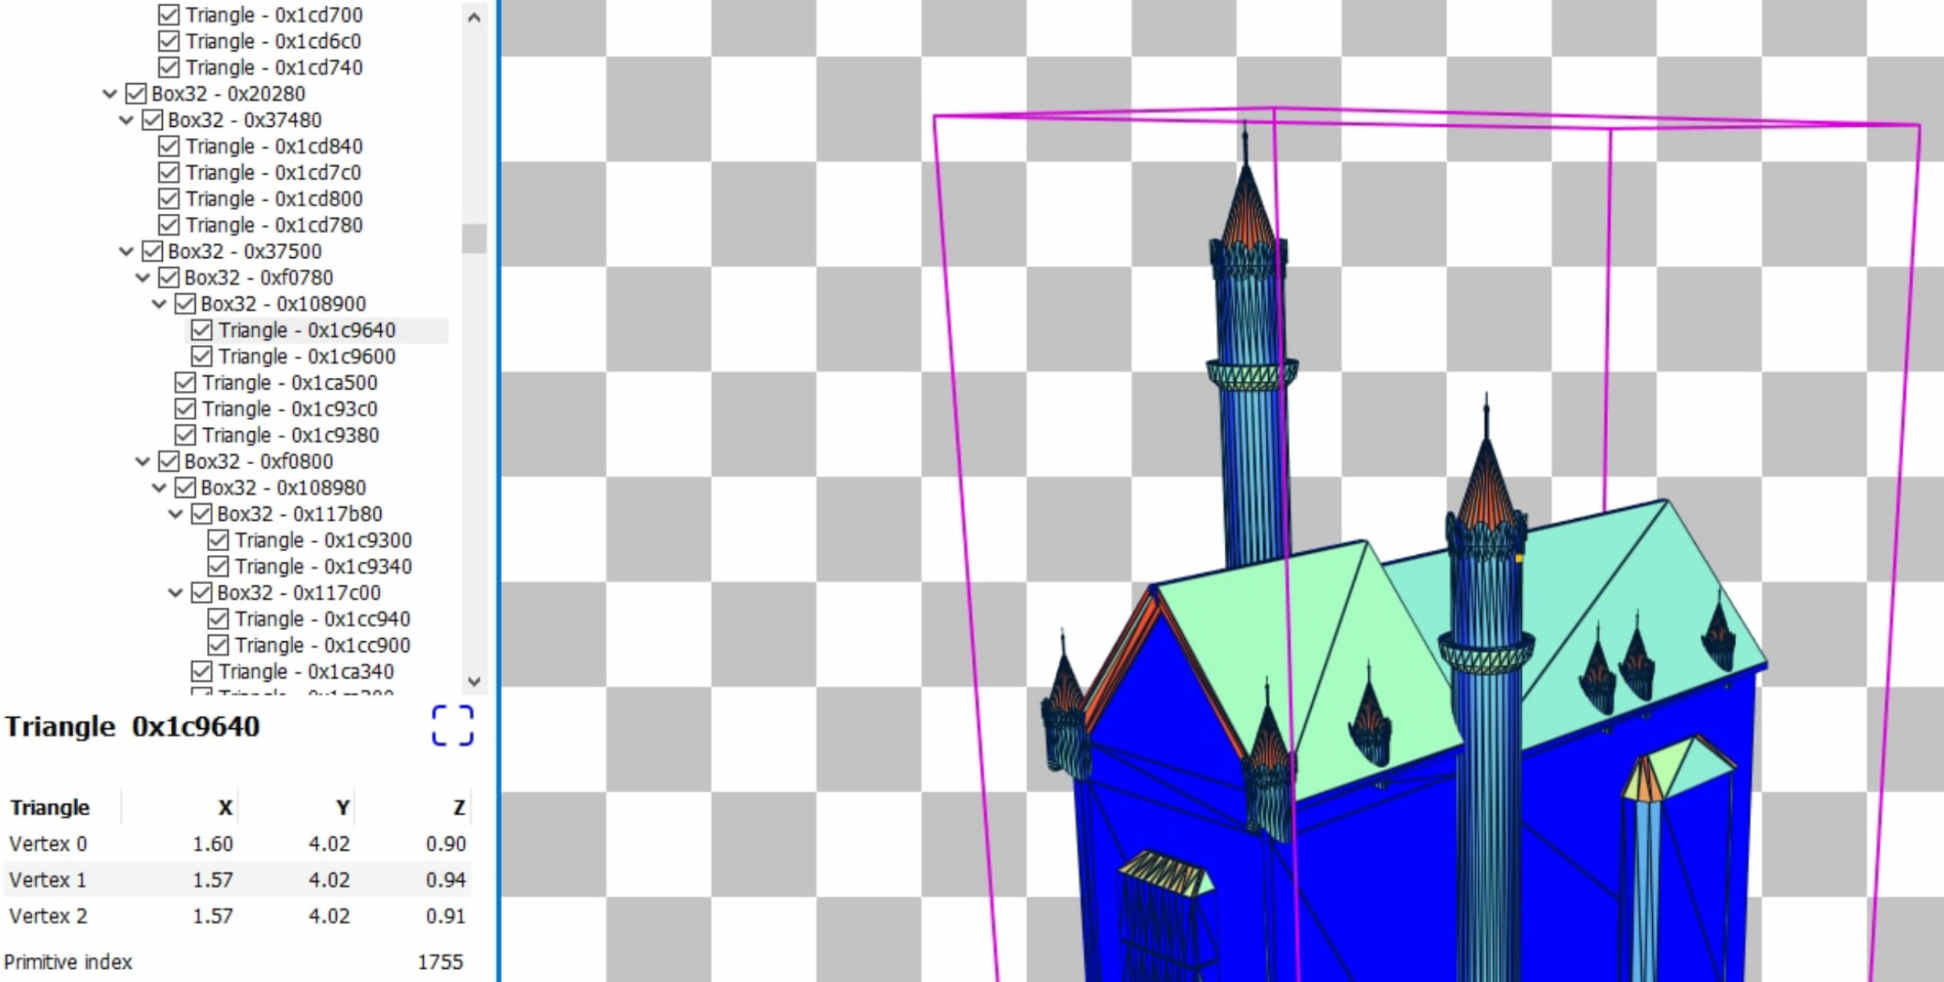 Triangle - 0x1cd700
Triangle - 0x1cd6c0
Triangle - 0x1cd740
Box32 - 0x20280
Box32 - 0x37480
Triangle - 0x1cd840
Triangle - 0x1cd7c0
Triangle - 0x1cd800
Triangle - 0x1cd780
Box32 - 0x37500
Box32 - 0xf0780
Box32 - 0x108900
Triangle - 0x1c9640
Triangle - 0x1c9600
Triangle - 0x1ca500
Triangle - 0x1c93c0
Triangle - 0x1c9380
Box32 - 0xf0800
Box32 - 0x108980
Box32 - 0x117b80
Triangle - 0x1c9300
Triangle - 0x1c9340
Box32 - 0x117c00
Triangle - 0x1cc940
Triangle - 0x1cc900
Triangle - 0x1ca340
Triangle 0x1c9640
Triangle X Y Z
Vertex 0 1.60 4.02 0.90
Vertex 1 1.57 4.02 0.94
Vertex 2 1.57 4.02 0.91
Primitive index 1755